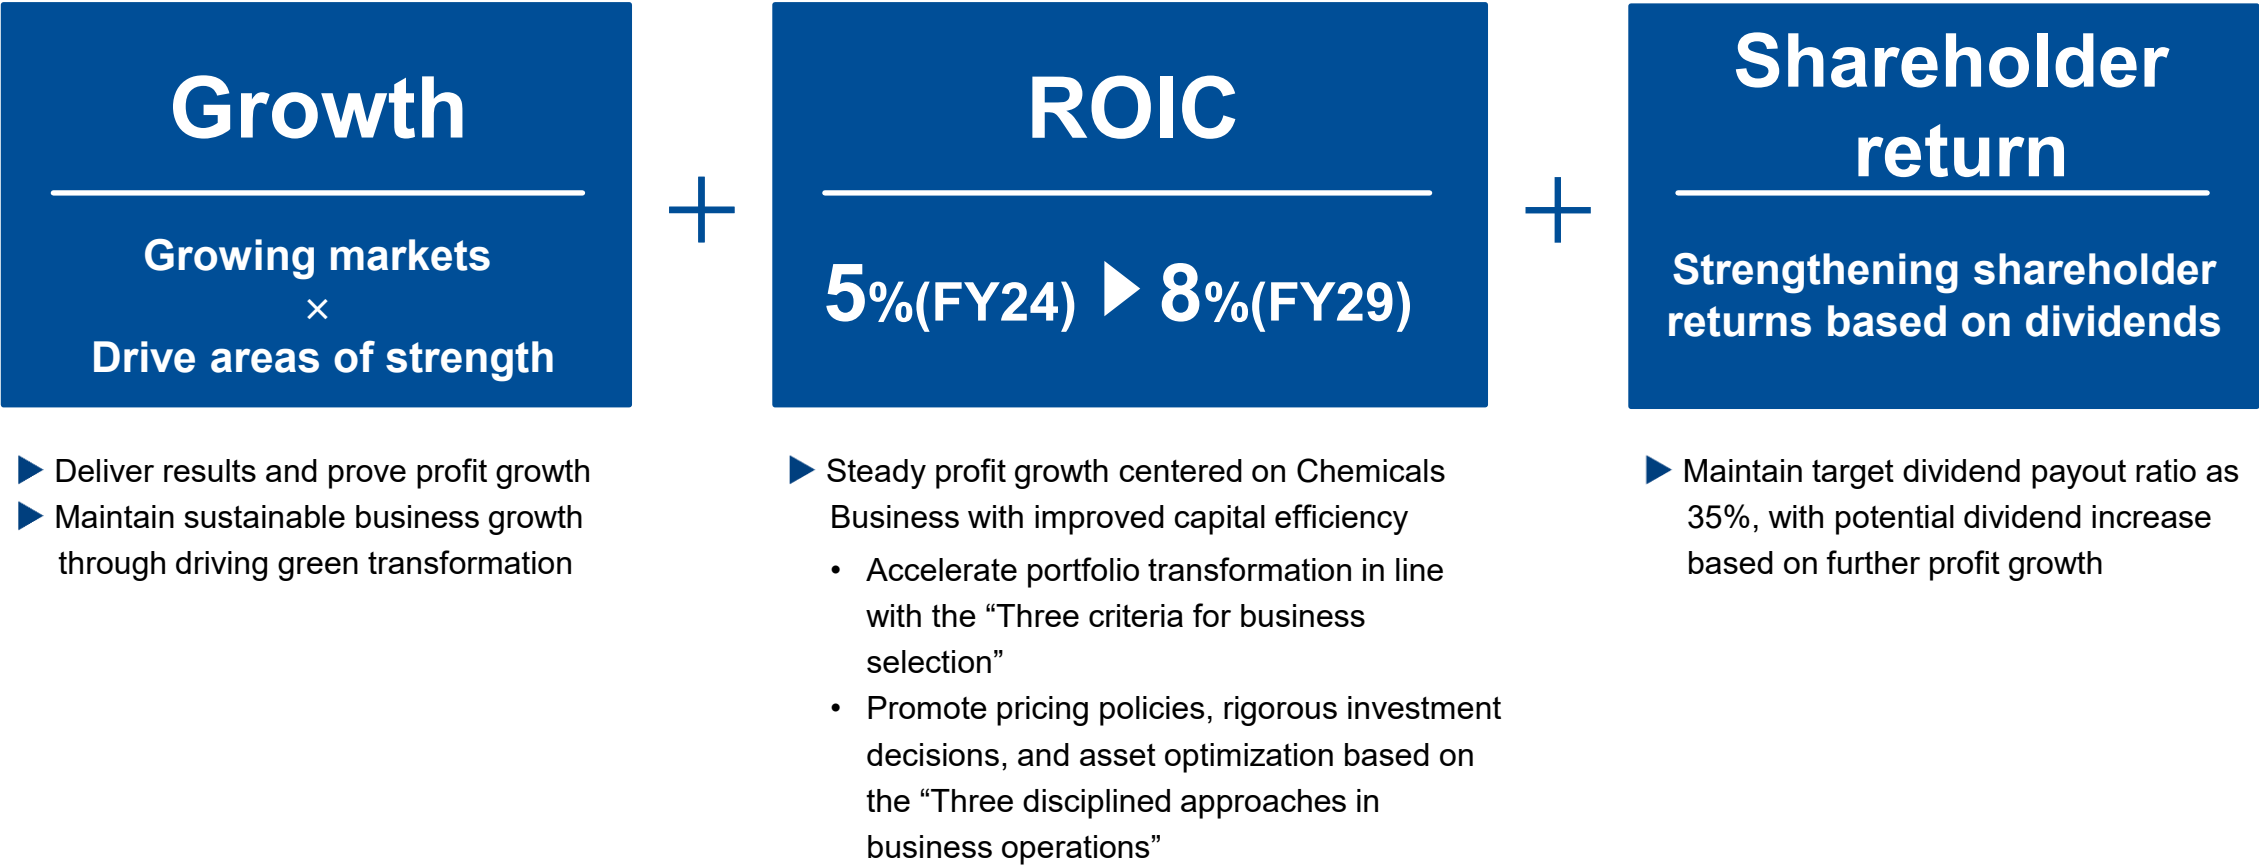 Growth
Growing markets
×
Drive areas of strength
▶ Deliver results and prove profit growth
▶ Maintain sustainable business growth
through driving green transformation
+
ROIC
5%(FY24) ▶ 8%(FY29)
▶ Steady profit growth centered on Chemicals
Business with improved capital efficiency
• Accelerate portfolio transformation in line
with the “Three criteria for business
selection”
• Promote pricing policies, rigorous investment
decisions, and asset optimization based on
the “Three disciplined approaches in
business operations”
+
Shareholder
return
Strengthening shareholder
returns based on dividends
▶ Maintain target dividend payout ratio as
35%, with potential dividend increase
based on further profit growth